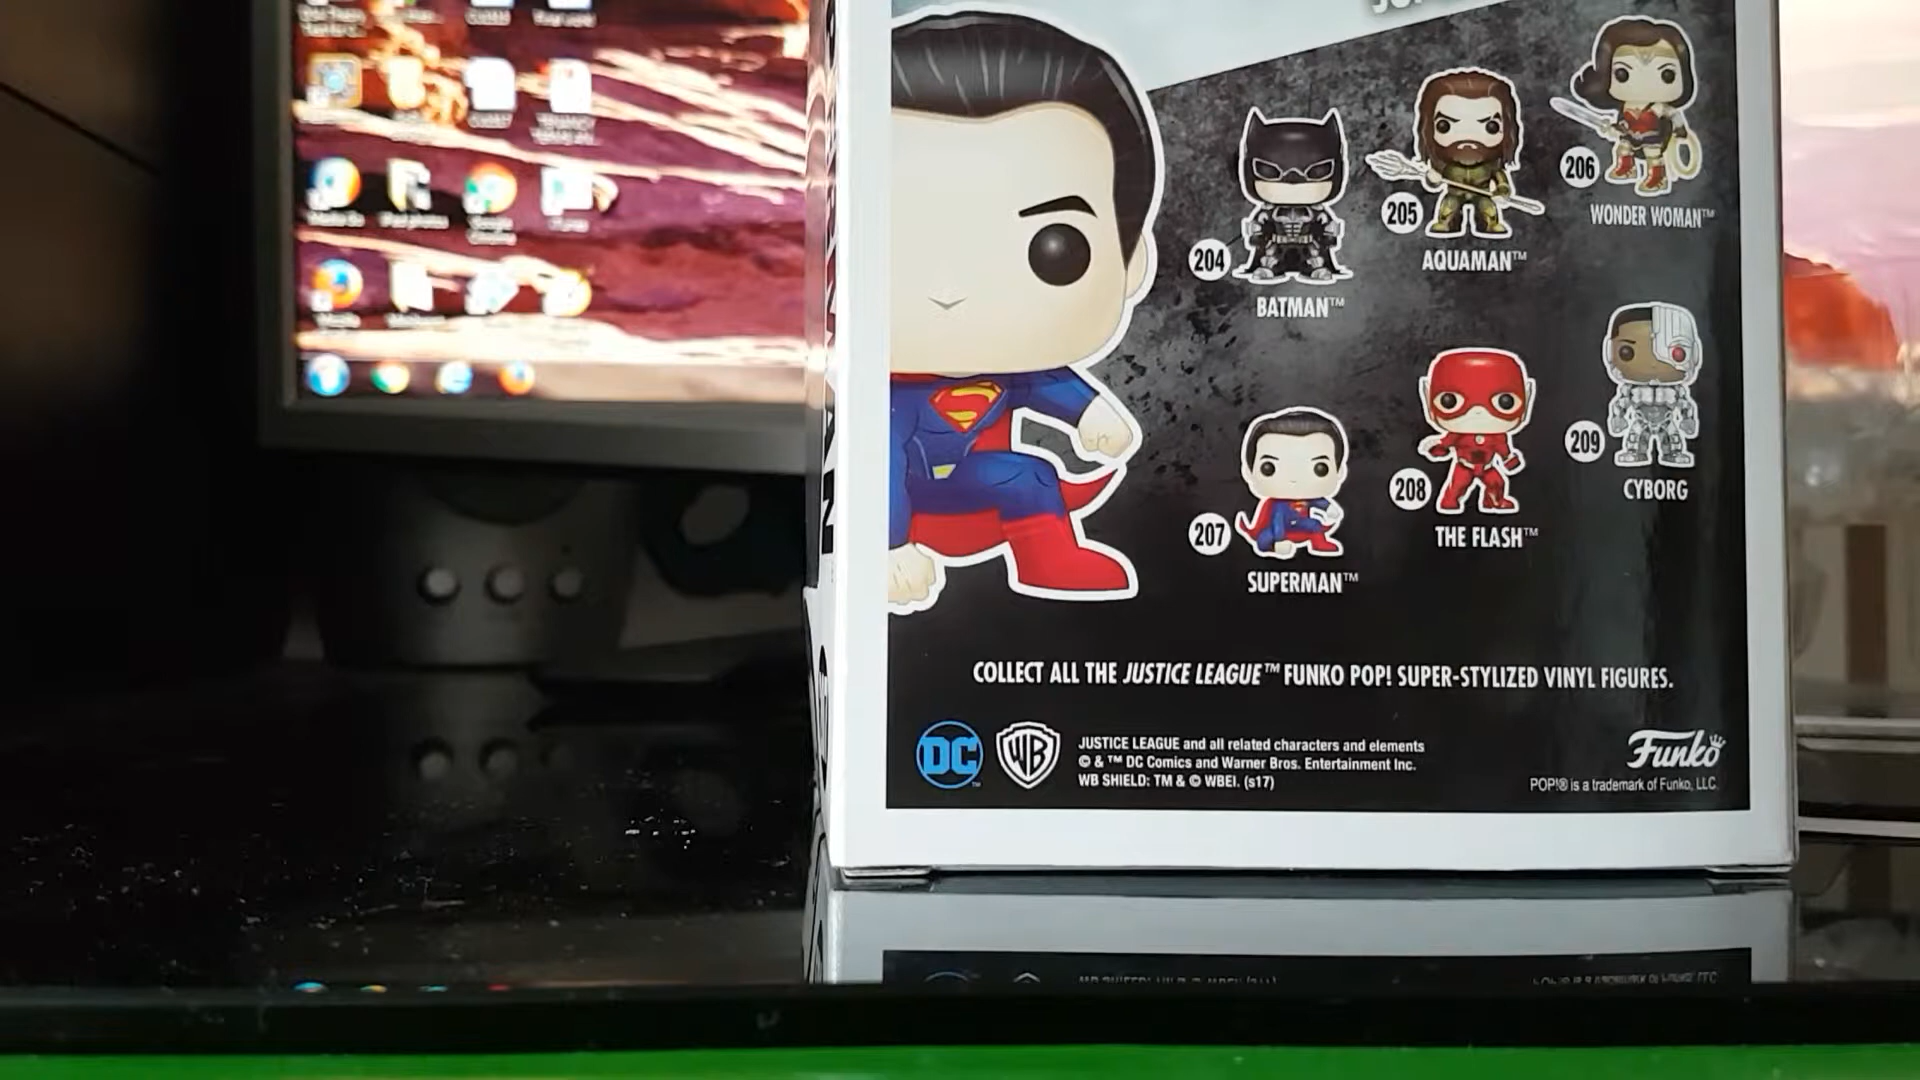 206
WONDER WOMAN™
205
AQUAMAN™
204
BATMAN™
209
CYBORG
208
THE FLASH™
207
SUPERMAN™
COLLECT ALL THE JUSTICE LEAGUE™ FUNKO POP! SUPER-STYLIZED VINYL FIGURES.
DC
WB
JUSTICE LEAGUE and all related characters and elements
© & ™ DC Comics and Warner Bros. Entertainment Inc.
WB SHIELD: TM & © WBEI. (s17)
Funko
POP!® is a trademark of Funko, LLC